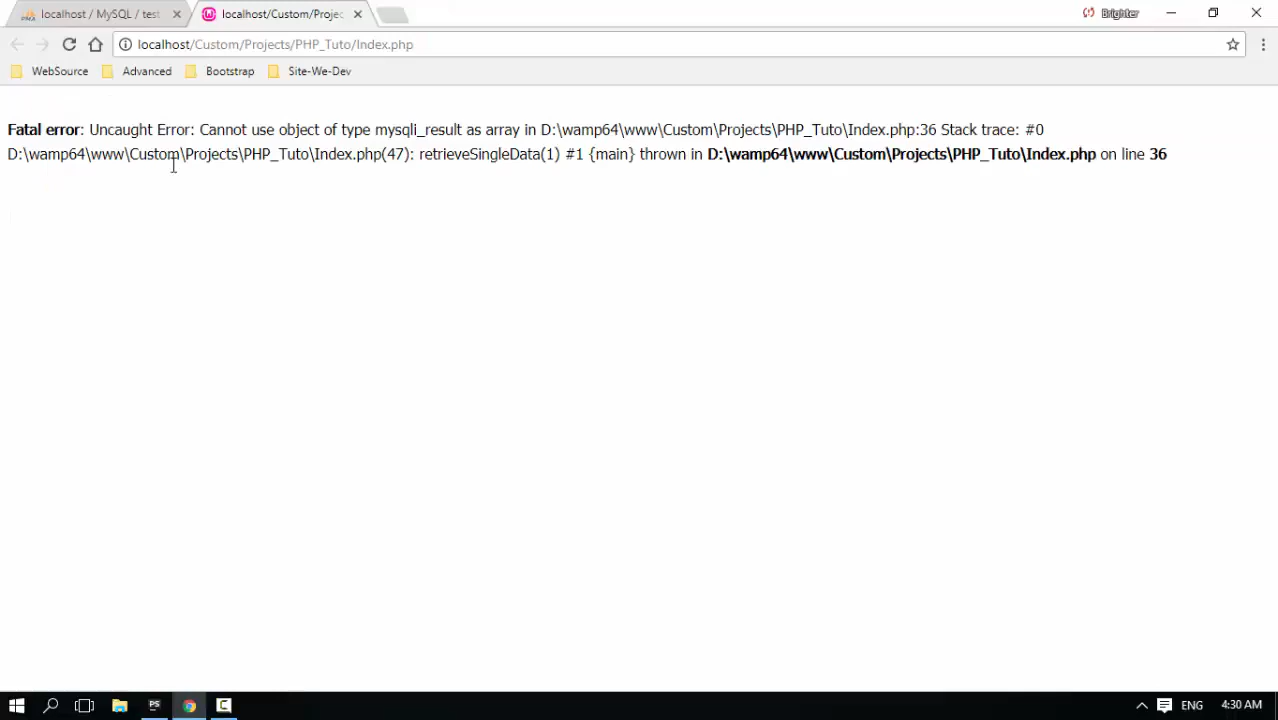 localhost / MySQL / test
localhost/Custom/Projec
Brighter
localhost/Custom/Projects/PHP_Tuto/Index.php
WebSource Advanced Bootstrap Site-We-Dev
Fatal error: Uncaught Error: Cannot use object of type mysqli_result as array in D:\wamp64\www\Custom\Projects\PHP_Tuto\Index.php:36 Stack trace: #0
D:\wamp64\www\Custom\Projects\PHP_Tuto\Index.php(47): retrieveSingleData(1) #1 {main} thrown in D:\wamp64\www\Custom\Projects\PHP_Tuto\Index.php on line 36
PS
ENG
4:30 AM